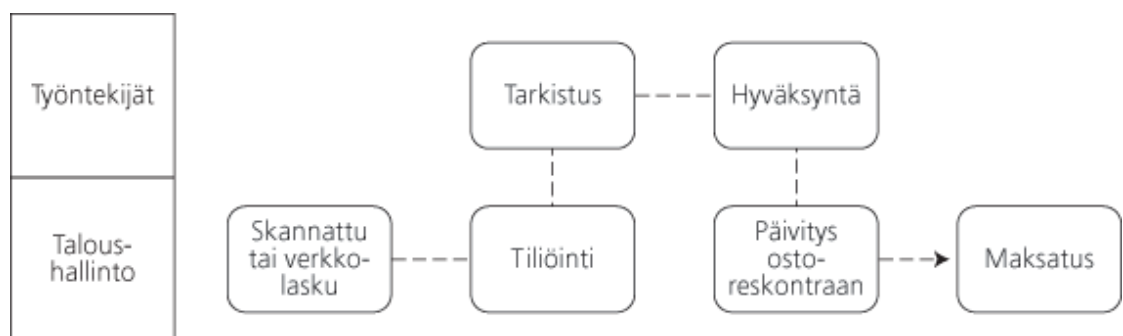 Työntekijät
Tarkistus
Hyväksyntä
Talous-
hallinto
Skannattu
tai verkko-
lasku
Tiliöinti
Päivitys
osto-
reskontraan
Maksatus